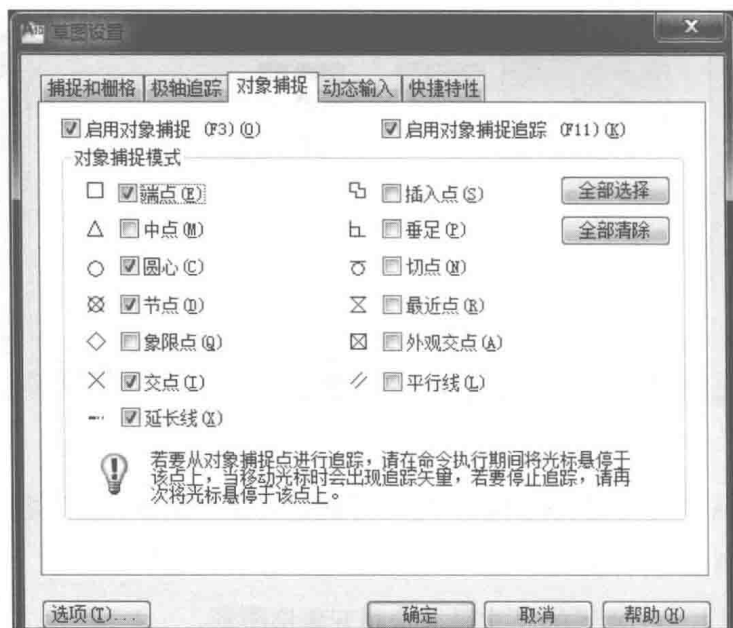 草图设置
捕捉和栅格 极轴追踪 对象捕捉 动态输入 快捷特性
启用对象捕捉 (F3)(O) 启用对象捕捉追踪 (F11)(K)
对象捕捉模式
端点(E) 插入点(S) 全部选择
中点(M) 垂足(P) 全部清除
圆心(C) 切点(N)
节点(D) 最近点(R)
象限点(Q) 外观交点(A)
交点(I) 平行线(L)
延长线(X)
若要从对象捕捉点进行追踪,请在命令执行期间将光标悬停于
该点上,当移动光标时会出现追踪矢量,若要停止追踪,请再
次将光标悬停于该点上。
选项(T)... 确定 取消 帮助(H)